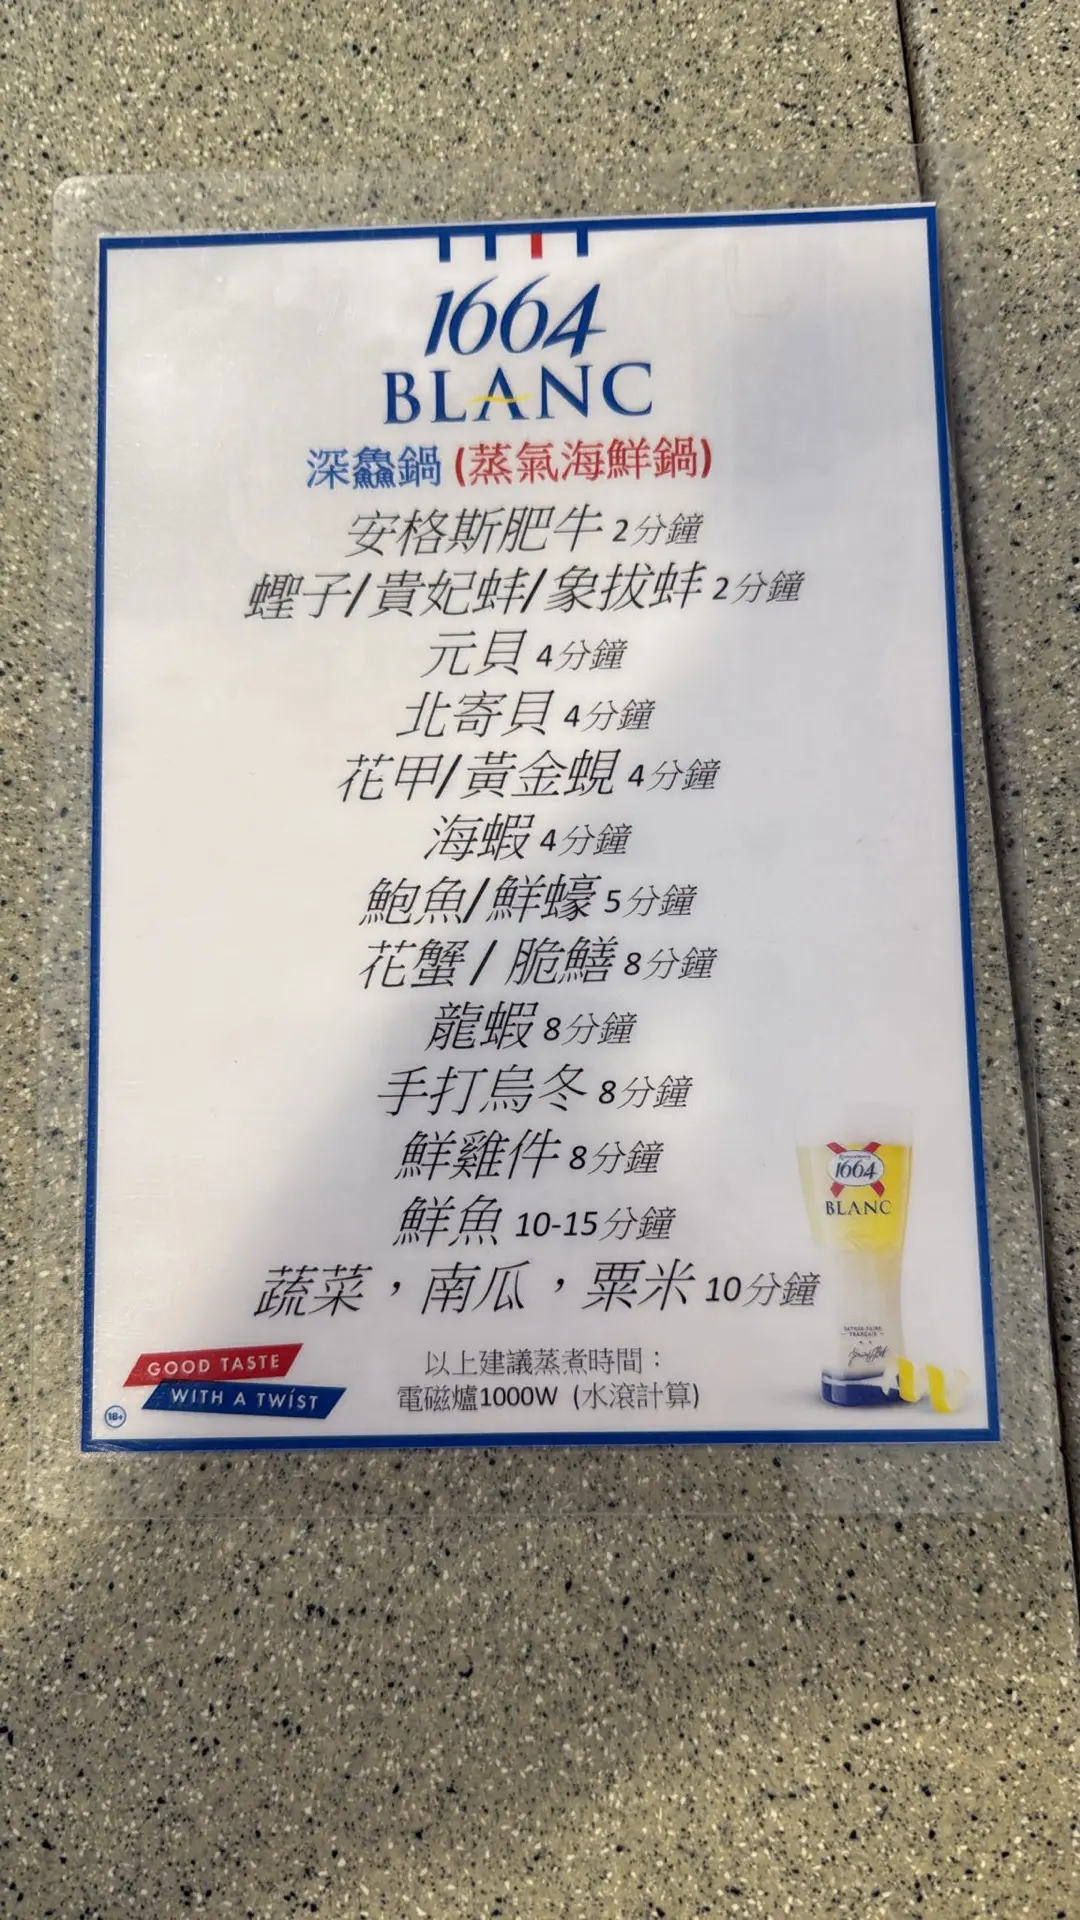 1664
BLANC
深鱻鍋 (蒸氣海鮮鍋)
安格斯肥牛 2分鐘
蟶子/貴妃蚌/象拔蚌 2分鐘
元貝 4分鐘
北寄貝 4分鐘
花甲/黃金蜆 4分鐘
海蝦 4分鐘
鮑魚/鮮蠔 5分鐘
花蟹 / 脆鱔 8分鐘
龍蝦 8分鐘
手打烏冬 8分鐘
鮮雞件 8分鐘
鮮魚 10-15分鐘
蔬菜，南瓜，粟米 10分鐘
以上建議蒸煮時間：
電磁爐1000W (水滾計算)
GOOD TASTE
WITH A TWIST
18+
1664
BLANC